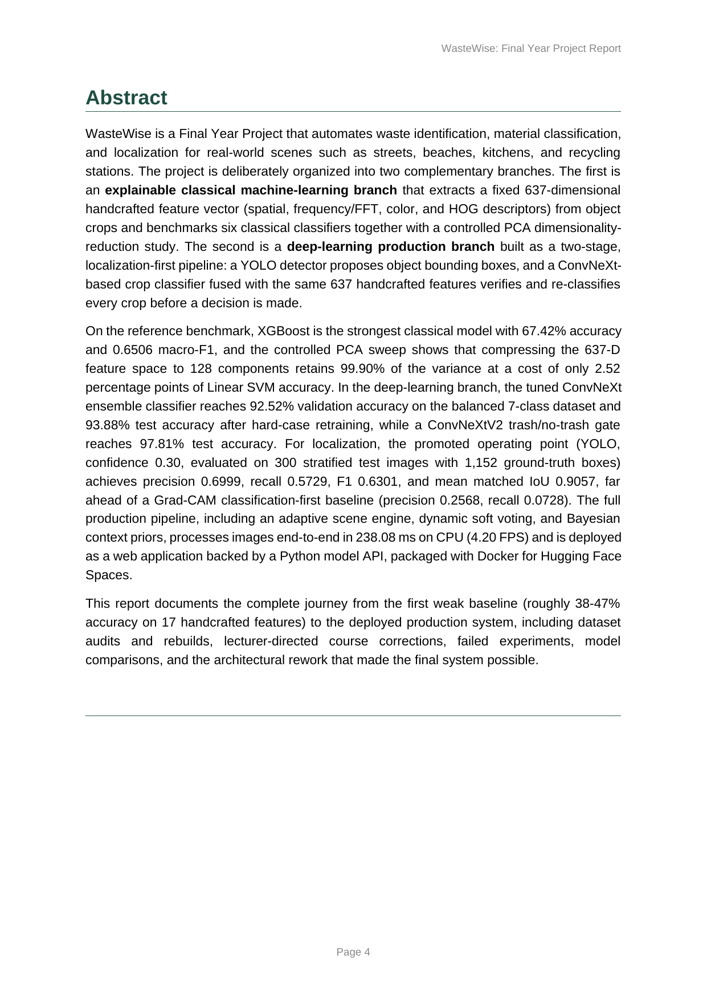 WasteWise: Final Year Project Report
Abstract
WasteWise is a Final Year Project that automates waste identification, material classification,
and localization for real-world scenes such as streets, beaches, kitchens, and recycling
stations. The project is deliberately organized into two complementary branches. The first is
an explainable classical machine-learning branch that extracts a fixed 637-dimensional
handcrafted feature vector (spatial, frequency/FFT, color, and HOG descriptors) from object
crops and benchmarks six classical classifiers together with a controlled PCA dimensionality-
reduction study. The second is a deep-learning production branch built as a two-stage,
localization-first pipeline: a YOLO detector proposes object bounding boxes, and a ConvNeXt-
based crop classifier fused with the same 637 handcrafted features verifies and re-classifies
every crop before a decision is made.
On the reference benchmark, XGBoost is the strongest classical model with 67.42% accuracy
and 0.6506 macro-F1, and the controlled PCA sweep shows that compressing the 637-D
feature space to 128 components retains 99.90% of the variance at a cost of only 2.52
percentage points of Linear SVM accuracy. In the deep-learning branch, the tuned ConvNeXt
ensemble classifier reaches 92.52% validation accuracy on the balanced 7-class dataset and
93.88% test accuracy after hard-case retraining, while a ConvNeXtV2 trash/no-trash gate
reaches 97.81% test accuracy. For localization, the promoted operating point (YOLO,
confidence 0.30, evaluated on 300 stratified test images with 1,152 ground-truth boxes)
achieves precision 0.6999, recall 0.5729, F1 0.6301, and mean matched IoU 0.9057, far
ahead of a Grad-CAM classification-first baseline (precision 0.2568, recall 0.0728). The full
production pipeline, including an adaptive scene engine, dynamic soft voting, and Bayesian
context priors, processes images end-to-end in 238.08 ms on CPU (4.20 FPS) and is deployed
as a web application backed by a Python model API, packaged with Docker for Hugging Face
Spaces.
This report documents the complete journey from the first weak baseline (roughly 38-47%
accuracy on 17 handcrafted features) to the deployed production system, including dataset
audits and rebuilds, lecturer-directed course corrections, failed experiments, model
comparisons, and the architectural rework that made the final system possible.
Page 4